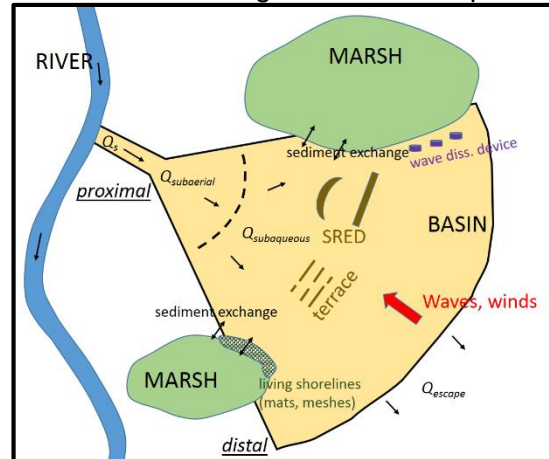 RIVER
MARSH
Qs
sediment exchange
wave diss. device
Qsubaerial
proximal
Qsubaqueous
SRED
BASIN
terrace
sediment exchange
Waves, winds
MARSH
living shorelines
(mats, meshes)
Qescape
distal